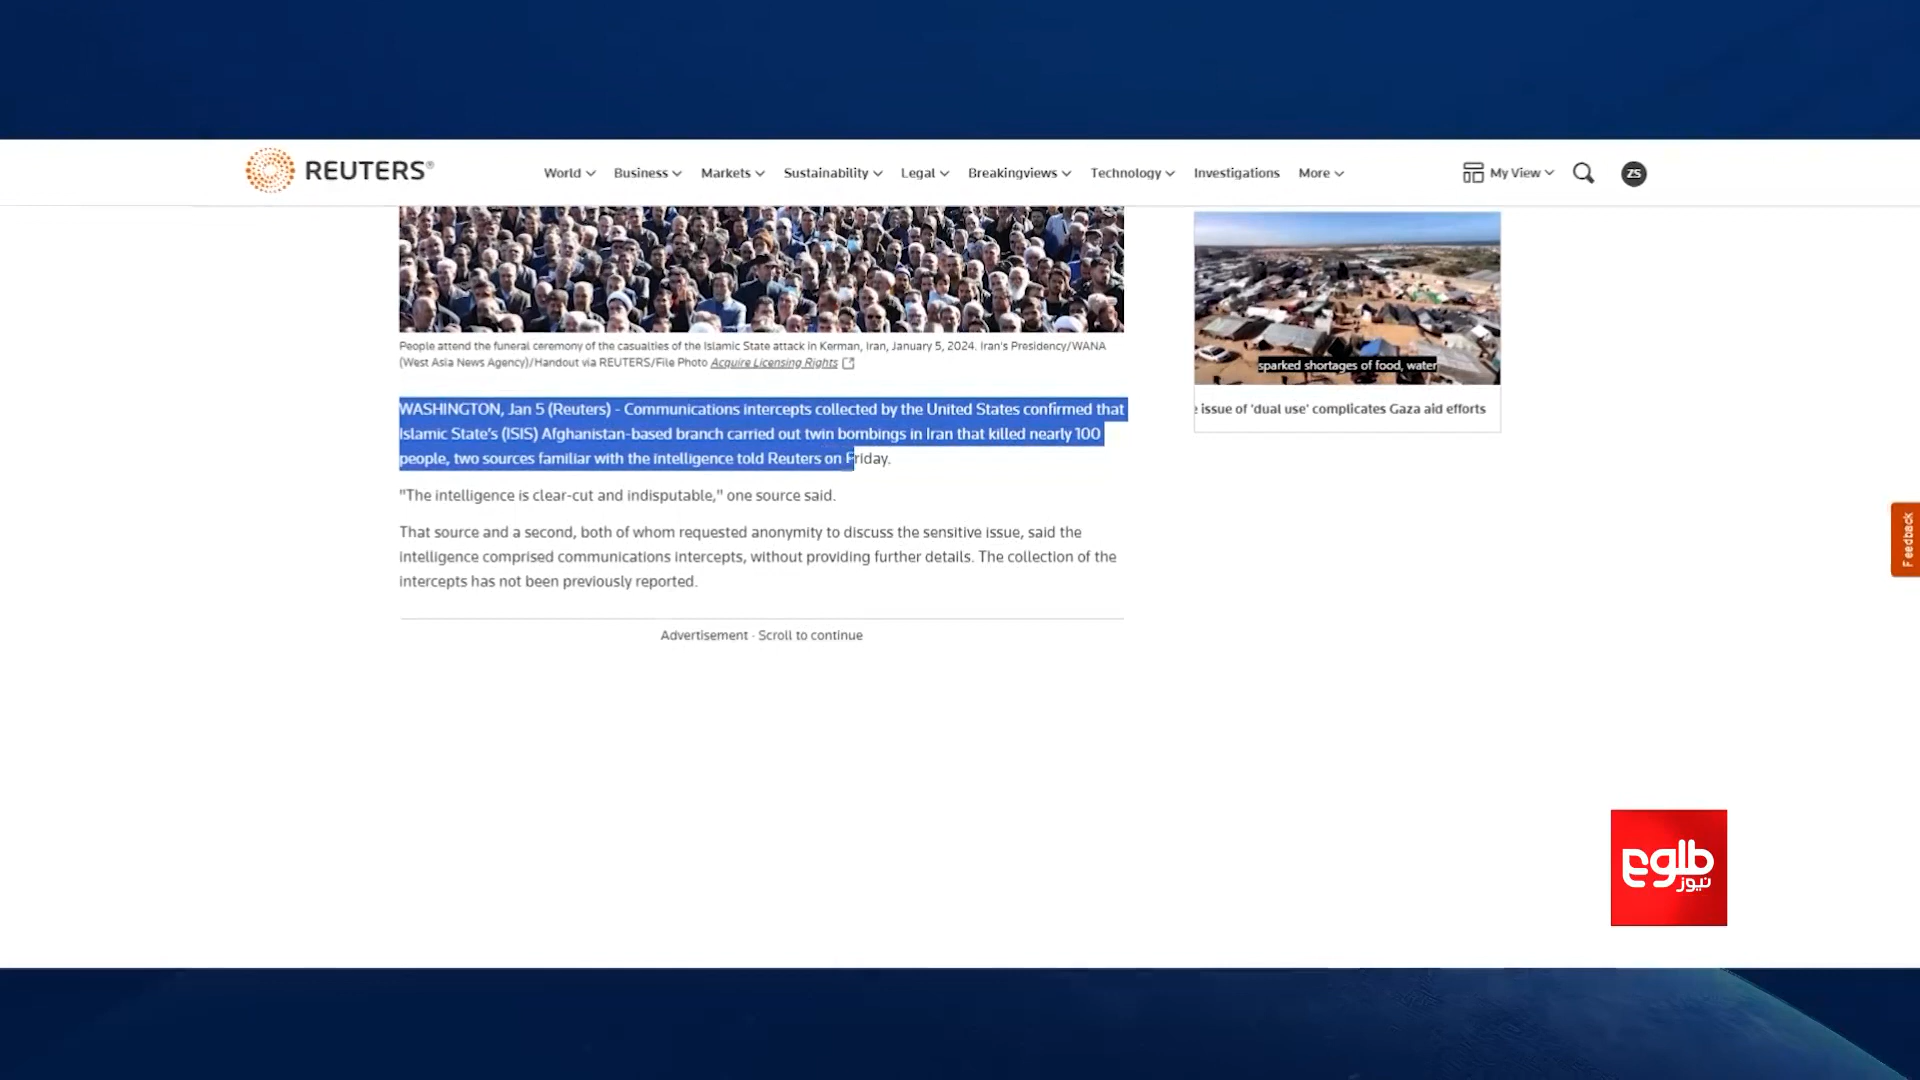 REUTERS®
World
Business
Markets
Sustainability
Legal
Breakingviews
Technology
Investigations
More
My View
ZS
People attend the funeral ceremony of the casualties of the Islamic State attack in Kerman, Iran, January 5, 2024. Iran's Presidency/WANA
(West Asia News Agency)/Handout via REUTERS/File Photo Acquire Licensing Rights
WASHINGTON, Jan 5 (Reuters) - Communications intercepts collected by the United States confirmed that
Islamic State's (ISIS) Afghanistan-based branch carried out twin bombings in Iran that killed nearly 100
people, two sources familiar with the intelligence told Reuters on Friday.
"The intelligence is clear-cut and indisputable," one source said.
That source and a second, both of whom requested anonymity to discuss the sensitive issue, said the
intelligence comprised communications intercepts, without providing further details. The collection of the
intercepts has not been previously reported.
Advertisement · Scroll to continue
sparked shortages of food, water
issue of 'dual use' complicates Gaza aid efforts
Feedback
طلوع
نیوز